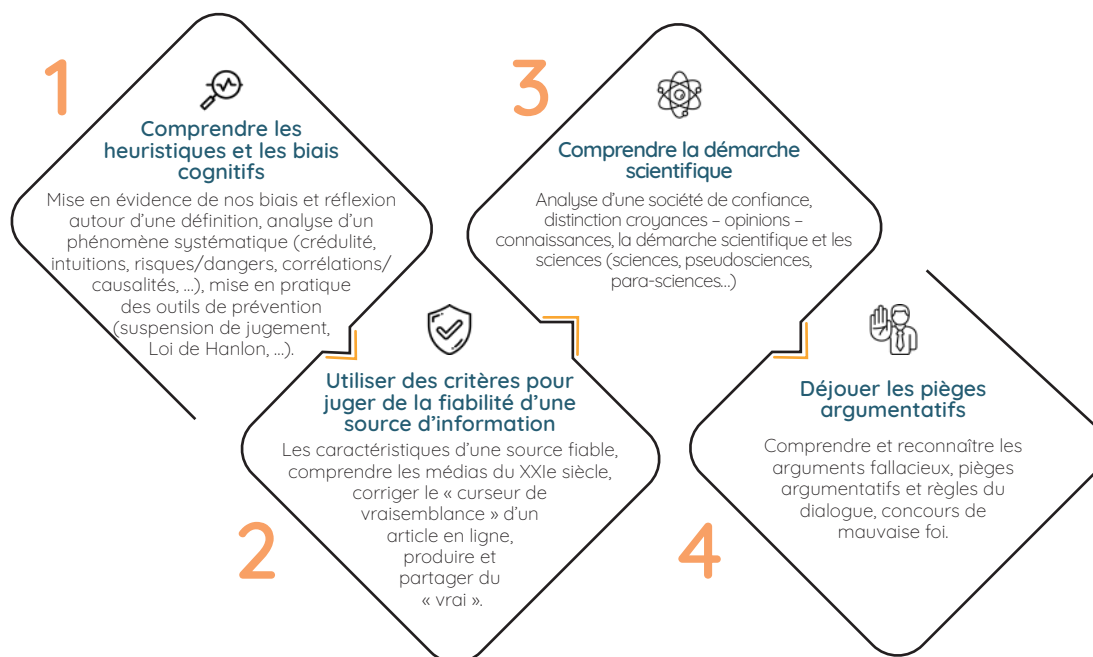 1
Comprendre les
heuristiques et les biais
cognitifs
Mise en évidence de nos biais et réflexion
autour d’une définition, analyse d’un
phénomène systématique (crédulité,
intuitions, risques/dangers, corrélations/
causalités, ...), mise en pratique
des outils de prévention
(suspension de jugement,
Loi de Hanlon, ...).
2
Utiliser des critères pour
juger de la fiabilité d’une
source d’information
Les caractéristiques d’une source fiable,
comprendre les médias du XXIe siècle,
corriger le « curseur de
vraisemblance » d’un
article en ligne,
produire et
partager du
« vrai ».
3
Comprendre la démarche
scientifique
Analyse d’une société de confiance,
distinction croyances – opinions –
connaissances, la démarche scientifique et les
sciences (sciences, pseudosciences,
para-sciences...)
4
Déjouer les pièges
argumentatifs
Comprendre et reconnaître les
arguments fallacieux, pièges
argumentatifs et règles du
dialogue, concours de
mauvaise foi.